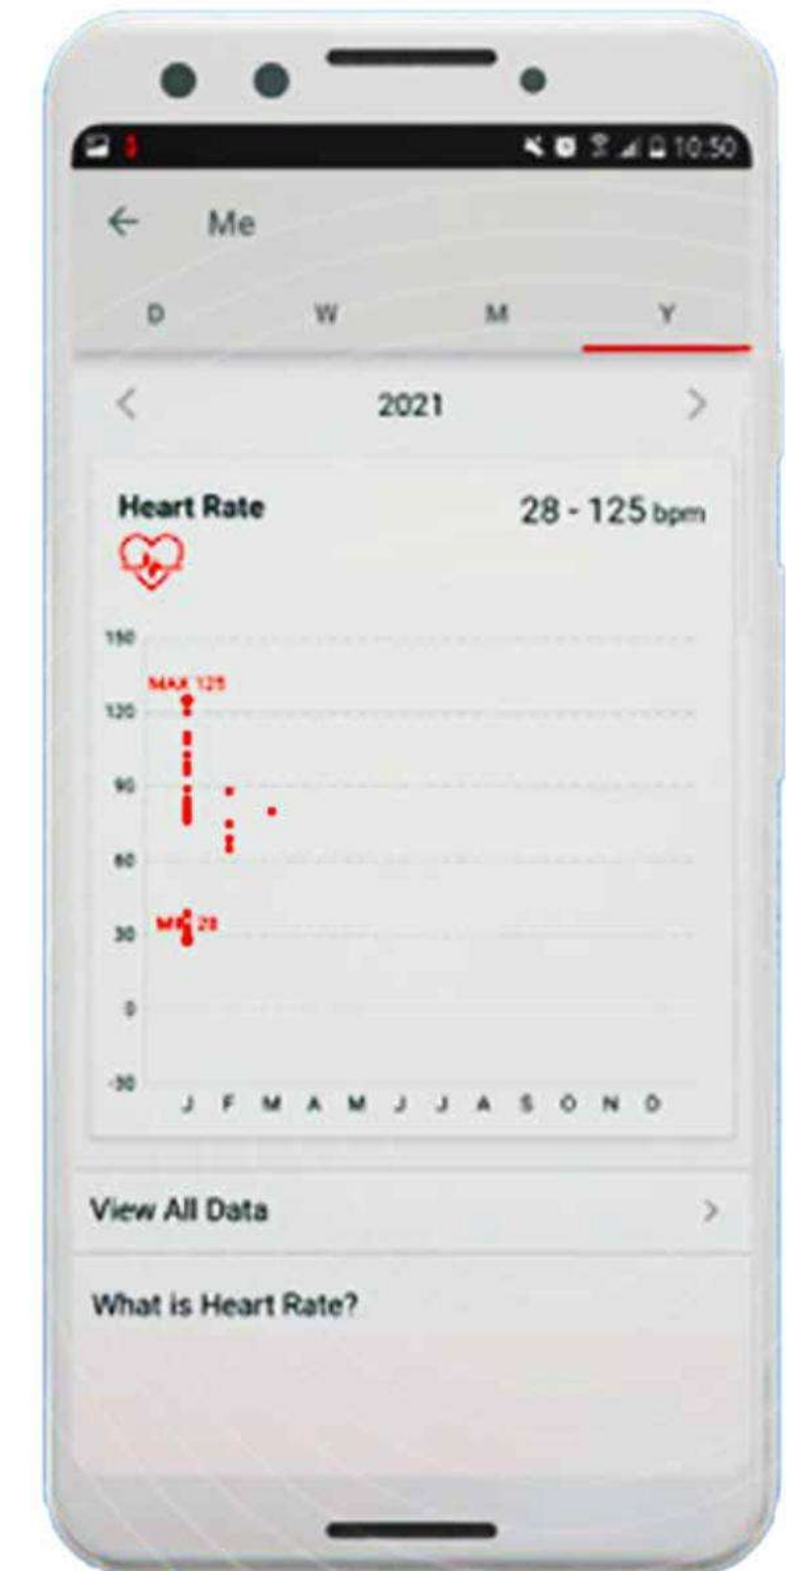 10:50
Me
D W M Y
2021
Heart Rate 28 - 125 bpm
150
MAX 125
120
90
60
30 28
0
-30
J F M A M J J A S O N D
View All Data
What is Heart Rate?